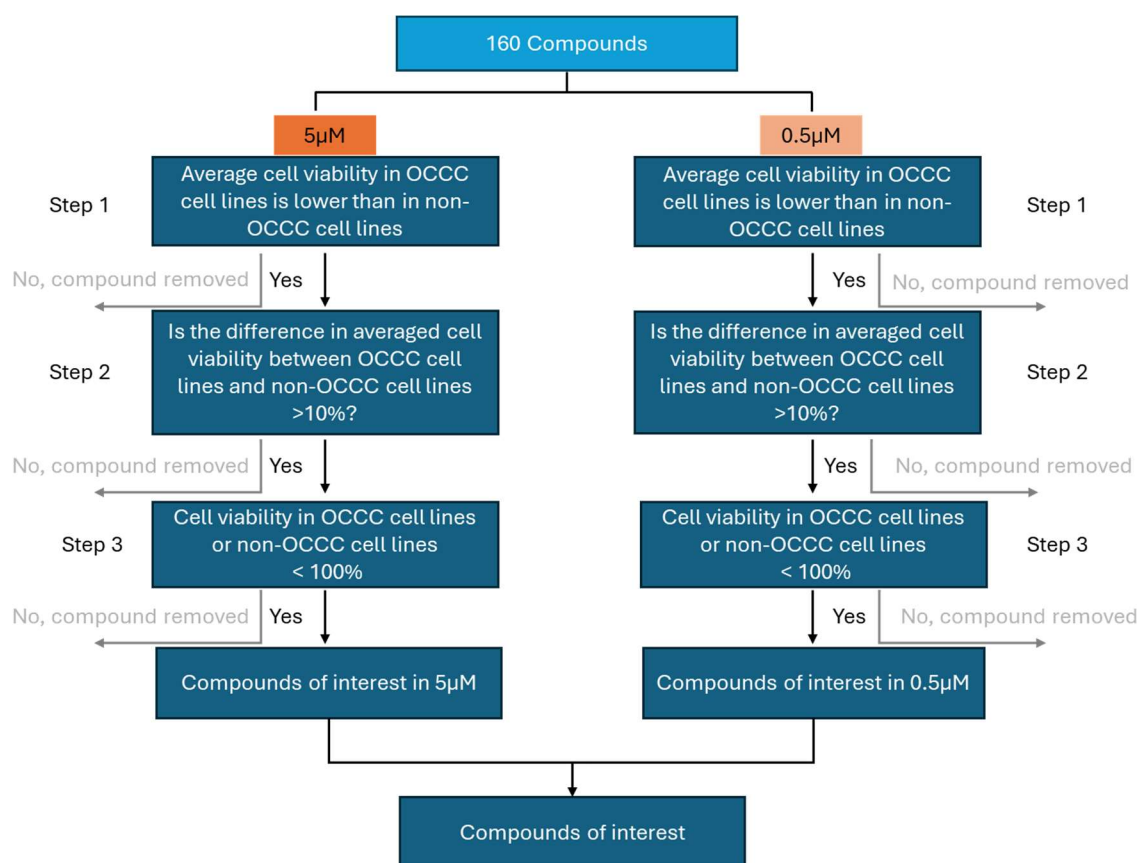 160 Compounds
5µM
Average cell viability in OCCC
cell lines is lower than in non-
OCCC cell lines
Step 1
No, compound removed
Yes
Is the difference in averaged cell
viability between OCCC cell
lines and non-OCCC cell lines
>10%?
Step 2
No, compound removed
Yes
Cell viability in OCCC cell lines
or non-OCCC cell lines
< 100%
Step 3
No, compound removed
Yes
Compounds of interest in 5µM
0.5µM
Average cell viability in OCCC
cell lines is lower than in non-
OCCC cell lines
Step 1
Yes
No, compound removed
Is the difference in averaged cell
viability between OCCC cell
lines and non-OCCC cell lines
>10%?
Step 2
Yes
No, compound removed
Cell viability in OCCC cell lines
or non-OCCC cell lines
< 100%
Step 3
Yes
No, compound removed
Compounds of interest in 0.5µM
Compounds of interest